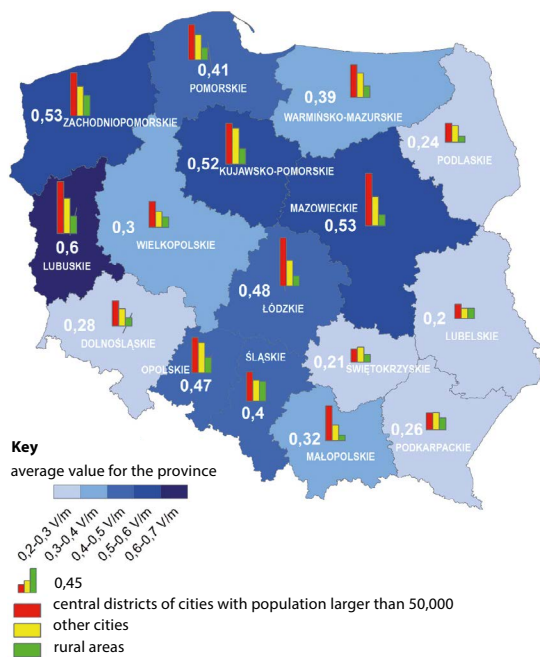 0,41
POMORSKIE
0,39
WARMIŃSKO-MAZURSKIE
0,53
ZACHODNIOPOMORSKIE
0,24
PODLASKIE
0,52
KUJAWSKO-POMORSKIE
MAZOWIECKIE
0,53
0,6
LUBUSKIE
0,3
WIELKOPOLSKIE
0,48
ŁÓDZKIE
0,2
LUBELSKIE
0,28
DOLNOŚLĄSKIE
OPOLSKIE
0,47
ŚLĄSKIE
0,4
0,21
ŚWIĘTOKRZYSKIE
0,32
MAŁOPOLSKIE
0,26
PODKARPACKIE
Key
average value for the province
0,2–0,3 V/m
0,3–0,4 V/m
0,4–0,5 V/m
0,5–0,6 V/m
0,6–0,7 V/m
0,45
central districts of cities with population larger than 50,000
other cities
rural areas